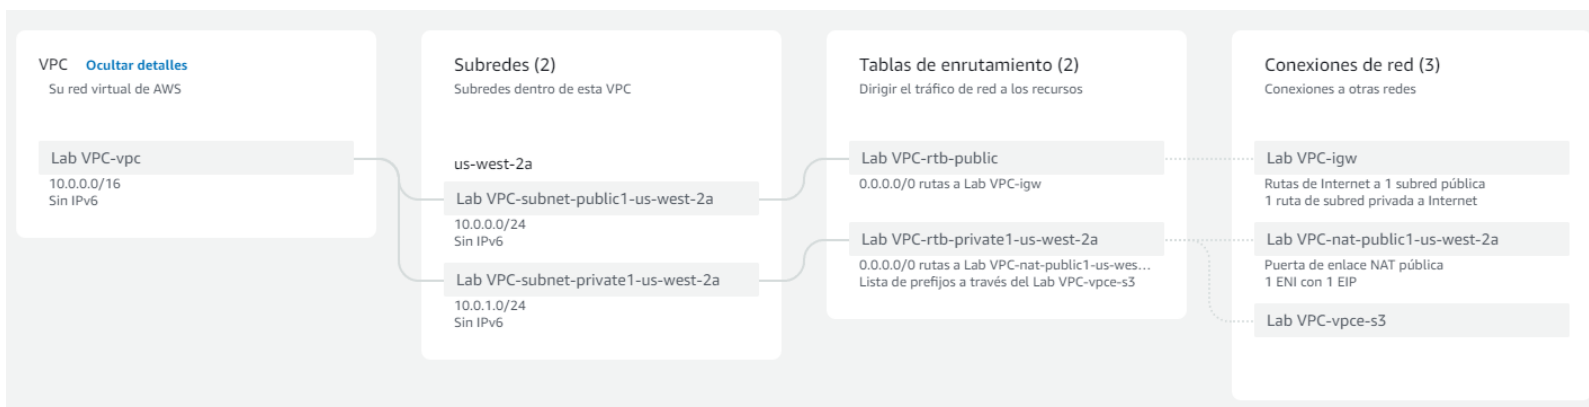 VPC Ocultar detalles
Su red virtual de AWS
Lab VPC-vpc
10.0.0.0/16
Sin IPv6
Subredes (2)
Subredes dentro de esta VPC
us-west-2a
Lab VPC-subnet-public1-us-west-2a
10.0.0.0/24
Sin IPv6
Lab VPC-subnet-private1-us-west-2a
10.0.1.0/24
Sin IPv6
Tablas de enrutamiento (2)
Dirigir el tráfico de red a los recursos
Lab VPC-rtb-public
0.0.0.0/0 rutas a Lab VPC-igw
Lab VPC-rtb-private1-us-west-2a
0.0.0.0/0 rutas a Lab VPC-nat-public1-us-wes...
Lista de prefijos a través del Lab VPC-vpce-s3
Conexiones de red (3)
Conexiones a otras redes
Lab VPC-igw
Rutas de Internet a 1 subred pública
1 ruta de subred privada a Internet
Lab VPC-nat-public1-us-west-2a
Puerta de enlace NAT pública
1 ENI con 1 EIP
Lab VPC-vpce-s3